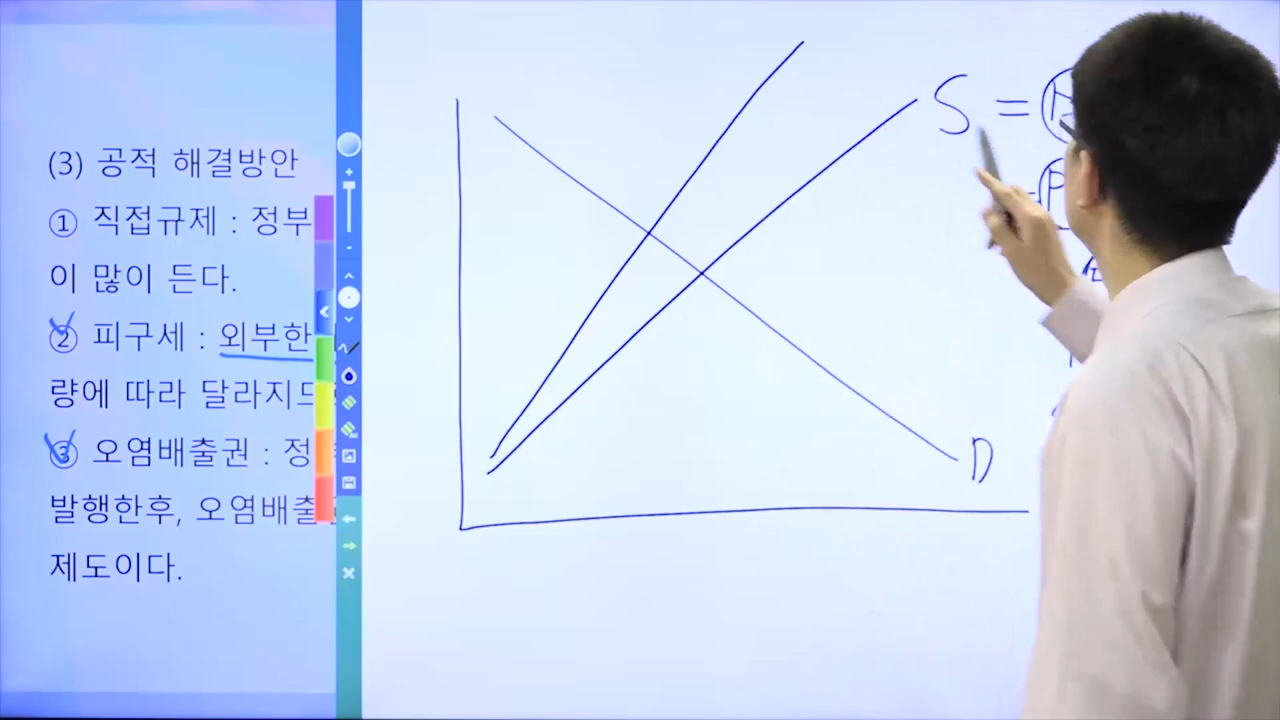 (3) 공적 해결방안
① 직접규제 : 정부
이 많이 든다.
② 피구세 : 외부한
량에 따라 달라지므
③ 오염배출권 : 정
발행한후, 오염배출
제도이다.
S =
D